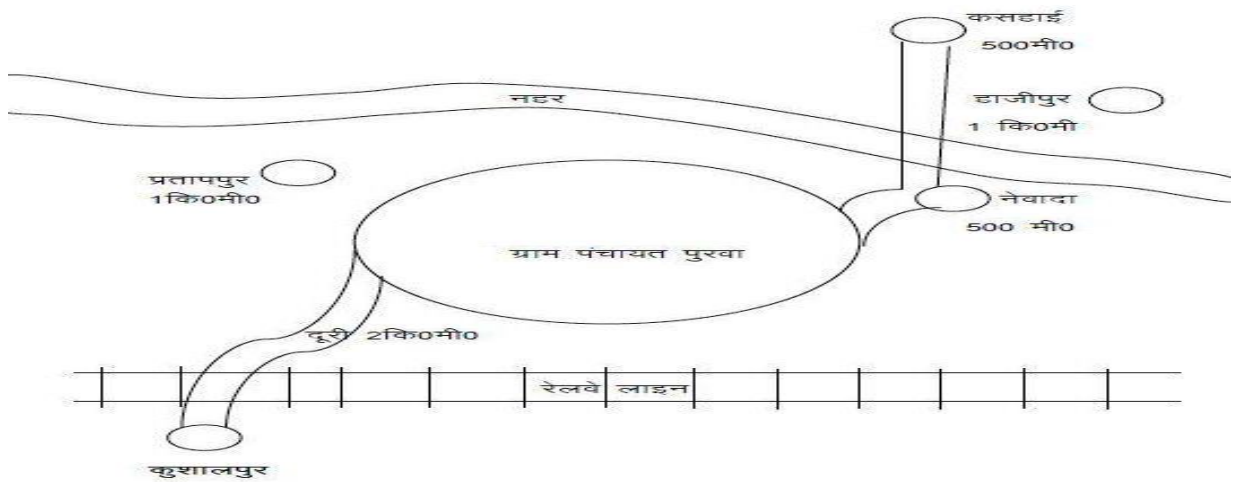 कसडाई
500मी0
नहर
हाजीपुर
1 कि0मी
प्रतापपुर
1कि0मी0
नेवादा
500 मी0
ग्राम पंचायत पुरवा
दूरी 2कि0मी0
रेलवे लाइन
कुशालपुर